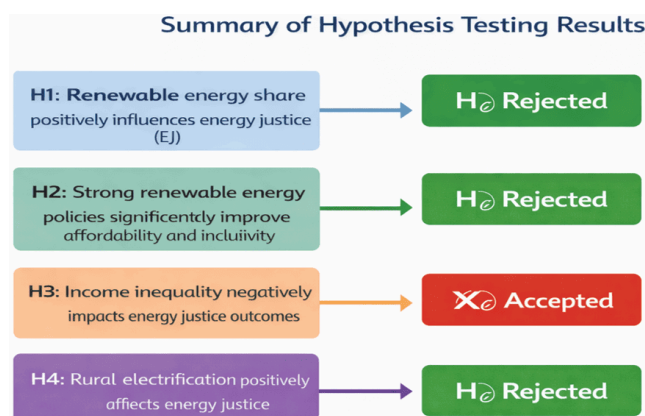 Summary of Hypothesis Testing Results
H1: Renewable energy share
positively influences energy justice
(EJ)
Rejected
H2: Strong renewable energy
policies significentdy improve
affordability and incluiivity
Rejected
H3: Income inequality negatively
impacts energy justice outcomes
Accepted
H4: Rural electrification positively
affects energy justice
Rejected